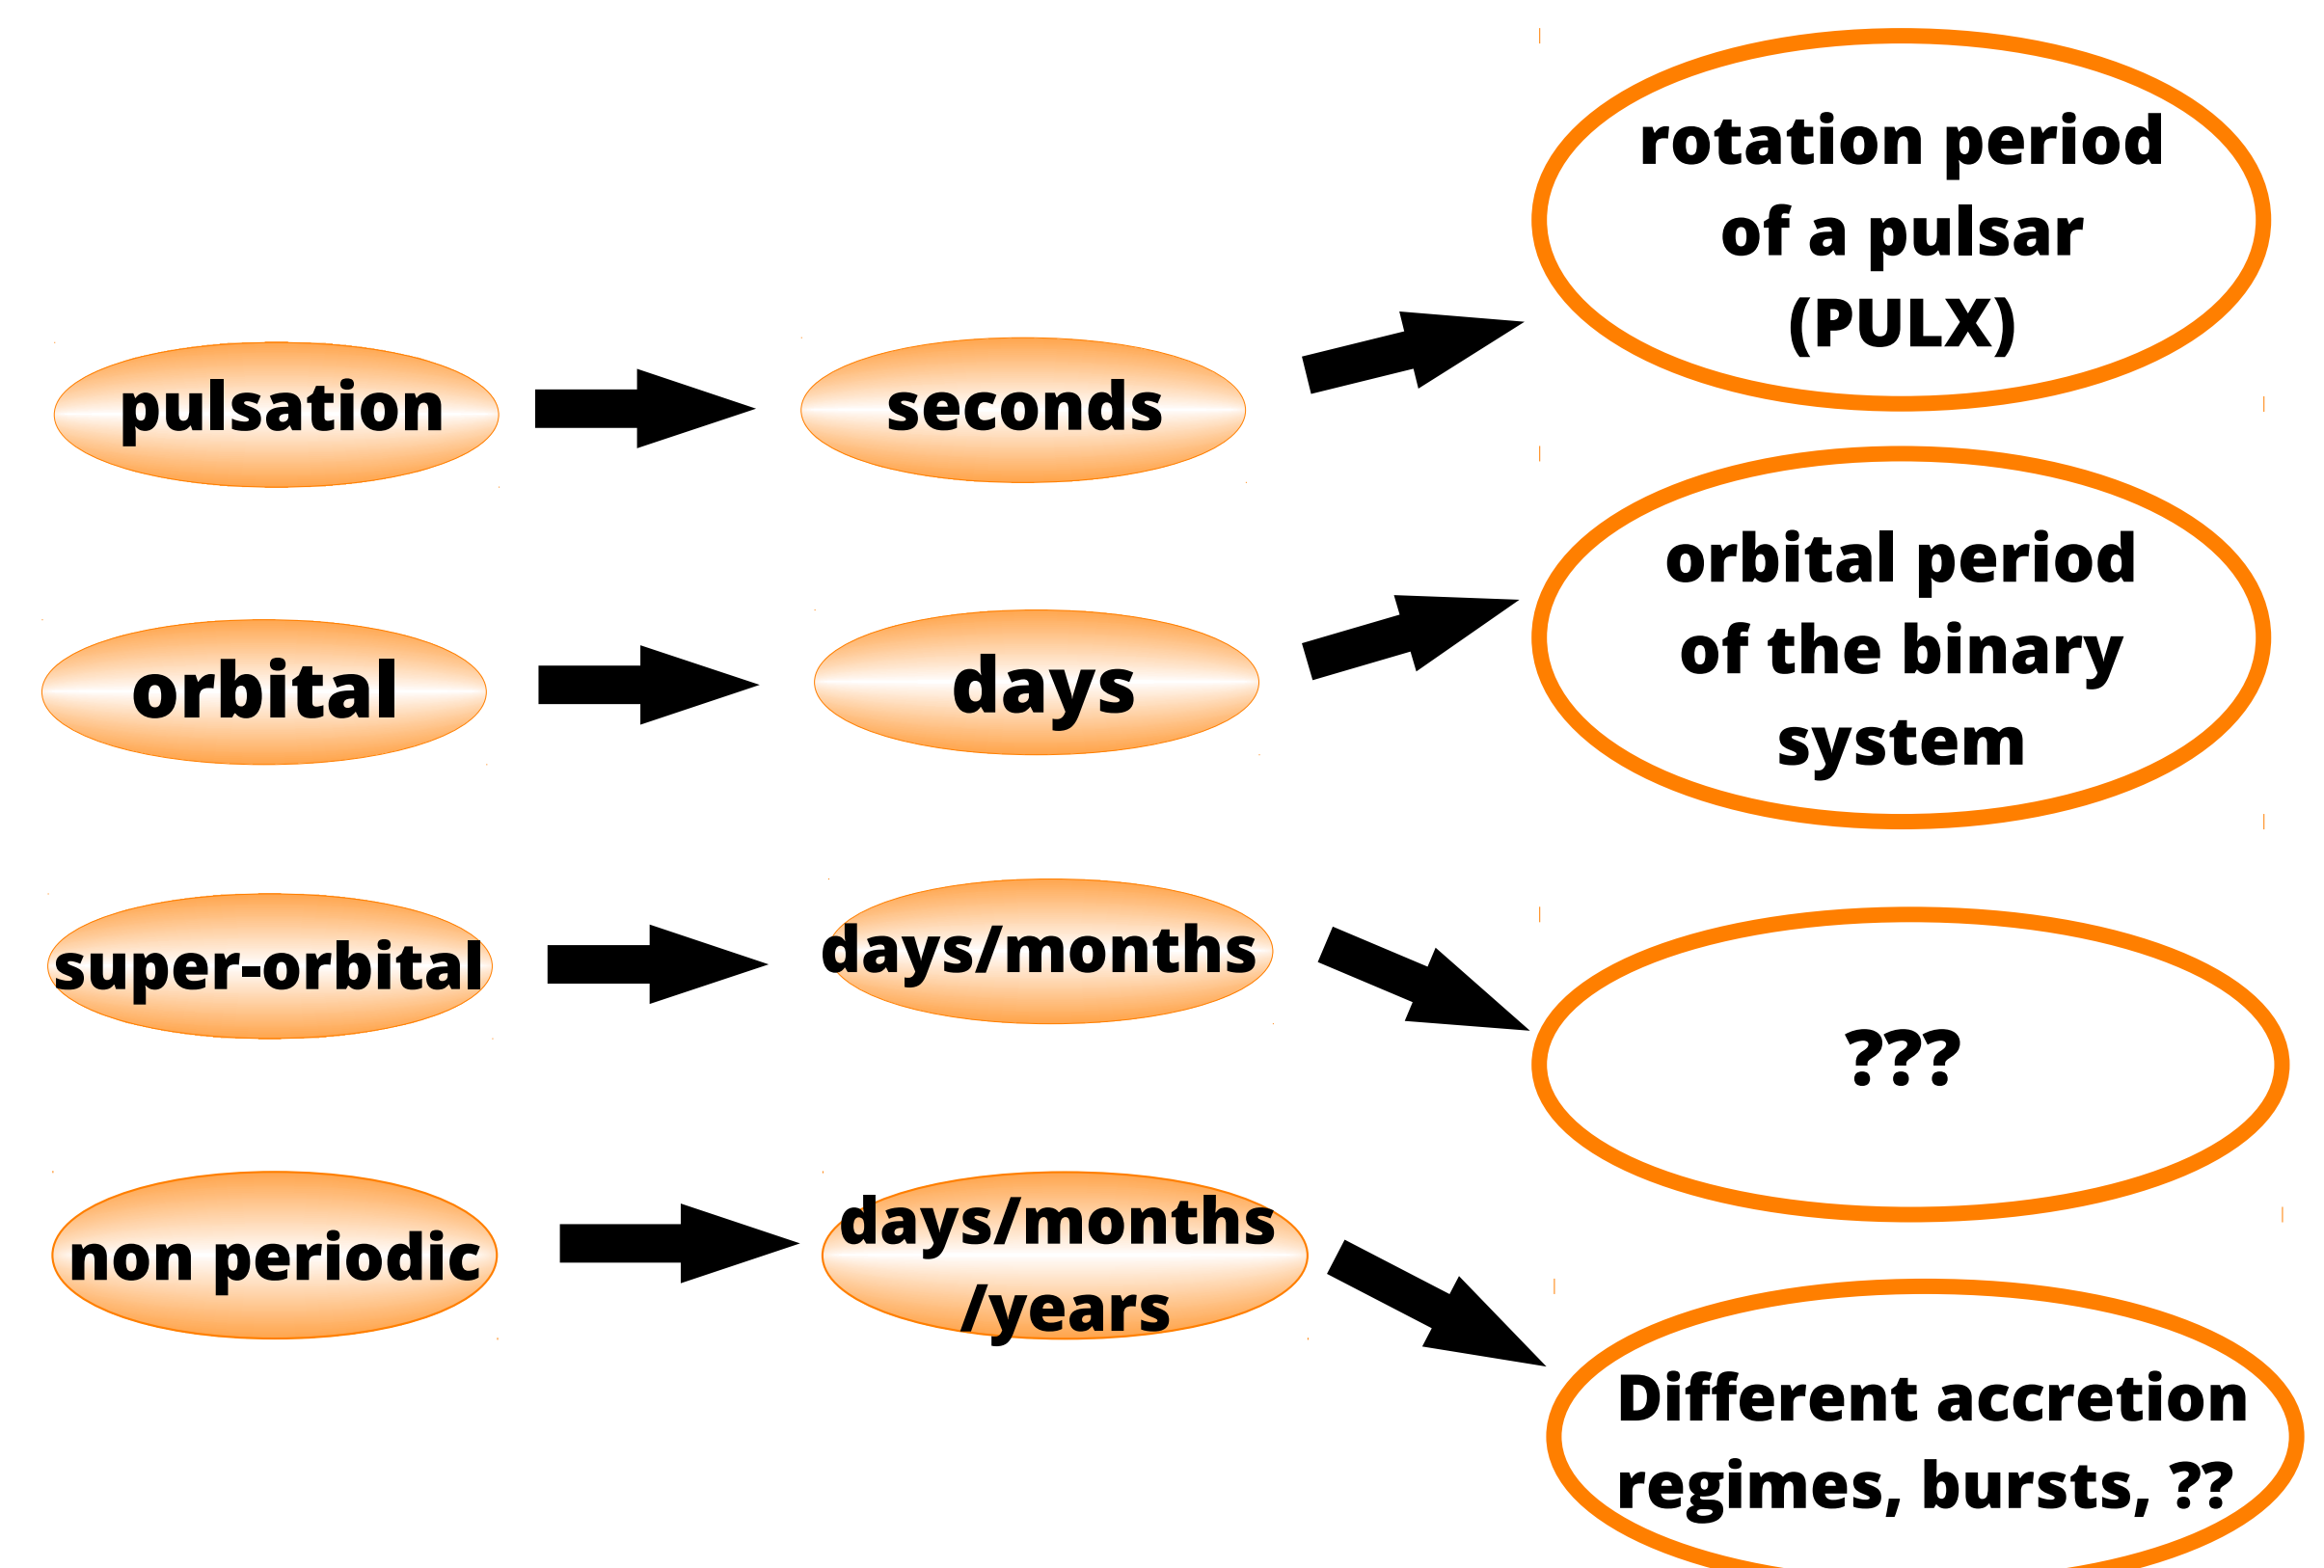 pulsation
seconds
rotation period
of a pulsar
(PULX)
orbital
days
orbital period
of the binary
system
super-orbital
days/months
???
non periodic
days/months
/years
Different accretion
regimes, bursts, ??